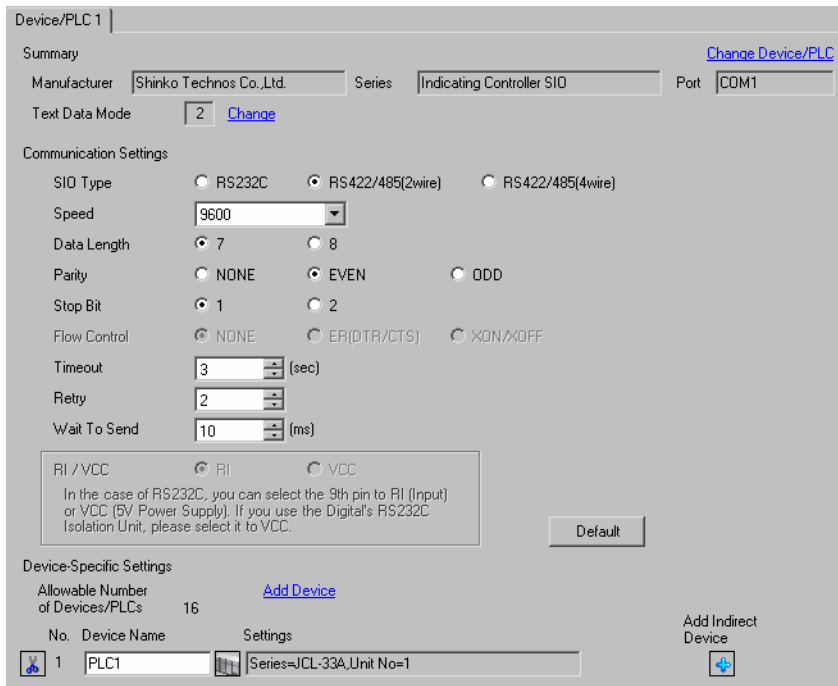 Device/PLC 1
Summary
Change Device/PLC
Manufacturer Shinko Technos Co.,Ltd. Series Indicating Controller SIO Port COM1
Text Data Mode 2 Change
Communication Settings
SIO Type RS232C RS422/485(2wire) RS422/485(4wire)
Speed 9600
Data Length 7 8
Parity NONE EVEN ODD
Stop Bit 1 2
Flow Control NONE ER(DTR/CTS) XON/XOFF
Timeout 3 (sec)
Retry 2
Wait To Send 10 (ms)
RI / VCC RI VCC
In the case of RS232C, you can select the 9th pin to RI (Input)
or VCC (5V Power Supply). If you use the Digital's RS232C
Isolation Unit, please select it to VCC.
Default
Device-Specific Settings
Allowable Number
of Devices/PLCs 16
Add Device
Add Indirect
Device
No. Device Name Settings
1 PLC1 Series=JCL-33A,Unit No=1